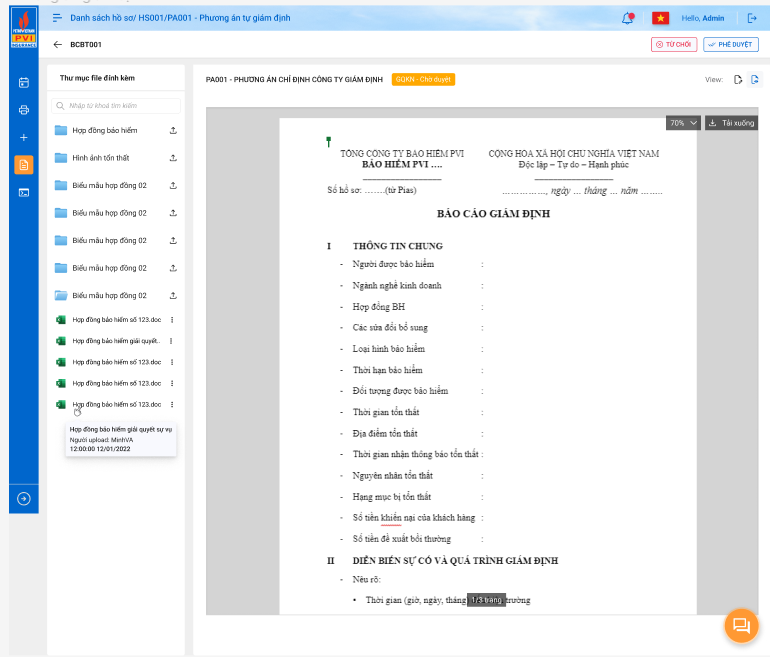 Danh sách hồ sơ/ HS001/PA001 - Phương án tự giám định
Hello, Admin
PVI
INSURANCE
BCBT001
TỪ CHỐI
PHÊ DUYỆT
Thư mục file đính kèm
PA001 - PHƯƠNG ÁN CHỈ ĐỊNH CÔNG TY GIÁM ĐỊNH
GQKN - Chờ duyệt
View:
Nhập từ khoá tìm kiếm
Hợp đồng bảo hiểm
Hình ảnh tổn thất
Biểu mẫu hợp đồng 02
Biểu mẫu hợp đồng 02
Biểu mẫu hợp đồng 02
Biểu mẫu hợp đồng 02
Biểu mẫu hợp đồng 02
Hợp đồng bảo hiểm số 123.doc
Hợp đồng bảo hiểm giải quyết..
Hợp đồng bảo hiểm số 123.doc
Hợp đồng bảo hiểm số 123.doc
Hợp đồng bảo hiểm số 123.doc
Hợp đồng bảo hiểm giải quyết sự vụ
Người upload: MinhVA
12:00:00 12/01/2022
70%
Tải xuống
TỔNG CÔNG TY BẢO HIỂM PVI
BẢO HIỂM PVI ….
CỘNG HOA XÃ HỘI CHỦ NGHĨA VIỆT NAM
Độc lập – Tự do – Hạnh phúc
Số hồ sơ: …….(từ Pias)
……………, ngày … tháng … năm ……..
BÁO CÁO GIÁM ĐỊNH
I THÔNG TIN CHUNG
- Người được bảo hiểm :
- Ngành nghề kinh doanh :
- Hợp đồng BH :
- Các sửa đổi bổ sung :
- Loại hình bảo hiểm :
- Thời hạn bảo hiểm :
- Đối tượng được bảo hiểm :
- Thời gian tổn thất :
- Địa điểm tổn thất :
- Thời gian nhận thông báo tổn thất :
- Nguyên nhân tổn thất :
- Hạng mục bị tổn thất :
- Số tiền khiến nại của khách hàng :
- Số tiền đề xuất bồi thường :
II DIỄN BIẾN SỰ CỐ VÀ QUÁ TRÌNH GIÁM ĐỊNH
- Nêu rõ:
• Thời gian (giờ, ngày, tháng trường
trang